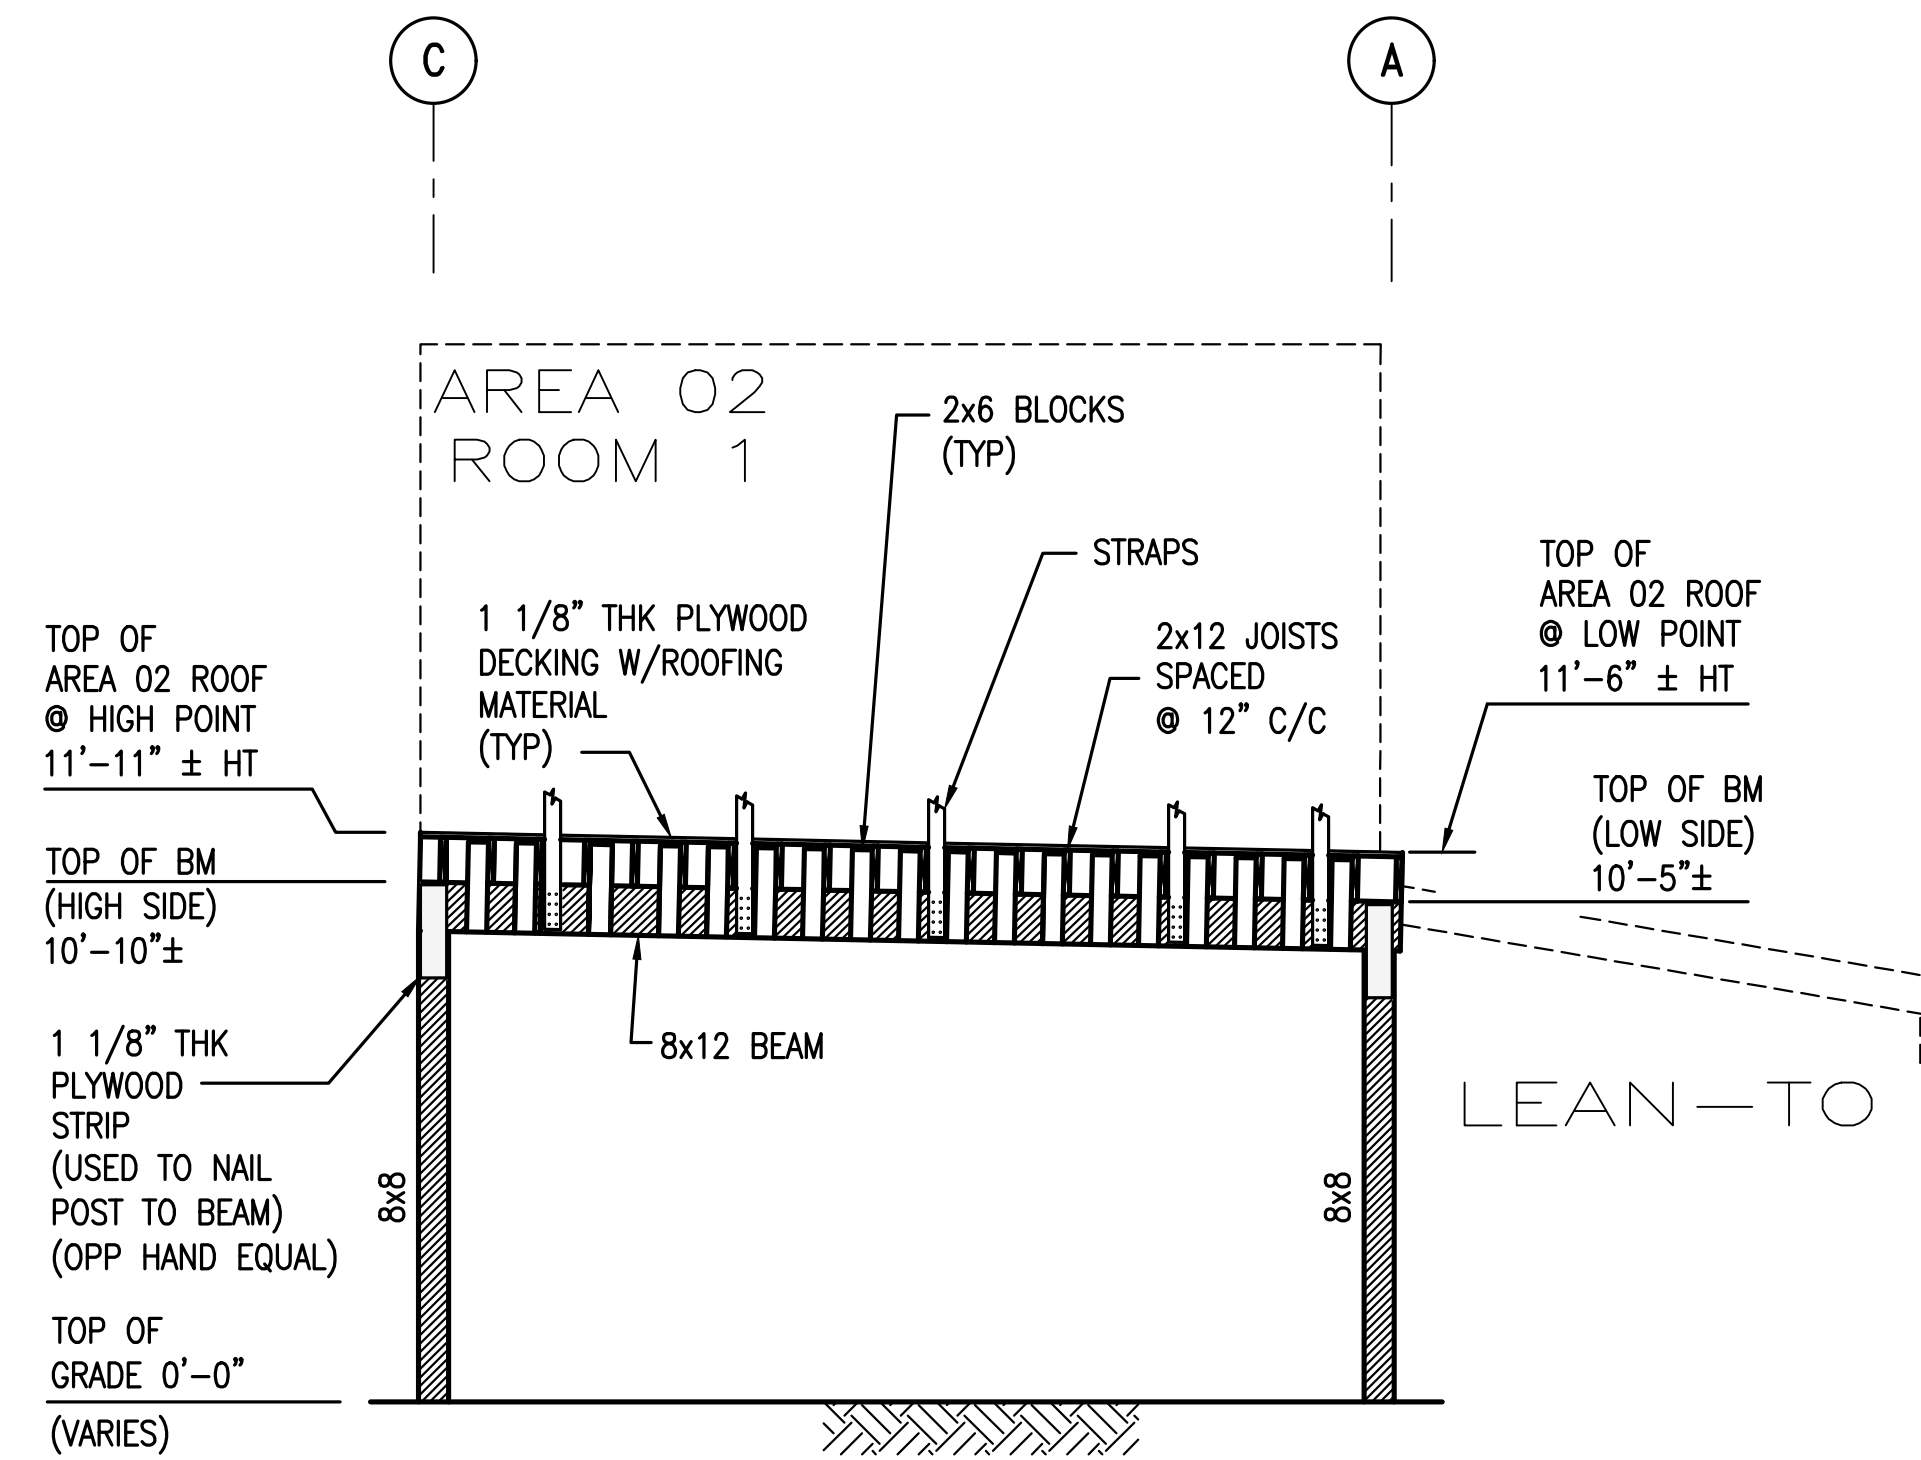 C
A
AREA 02
ROOM 1
2x6 BLOCKS
(TYP)
STRAPS
1 1/8” THK PLYWOOD
DECKING W/ROOFING
MATERIAL
(TYP)
2x12 JOISTS
SPACED
@ 12” C/C
TOP OF
AREA 02 ROOF
@ LOW POINT
11’-6” ± HT
TOP OF
AREA 02 ROOF
@ HIGH POINT
11’-11” ± HT
TOP OF BM
(LOW SIDE)
10’-5”±
TOP OF BM
(HIGH SIDE)
10’-10”±
8x12 BEAM
1 1/8” THK
PLYWOOD
STRIP
(USED TO NAIL
POST TO BEAM)
(OPP HAND EQUAL)
8x8
8x8
LEAN-TO
TOP OF
GRADE 0’-0”
(VARIES)